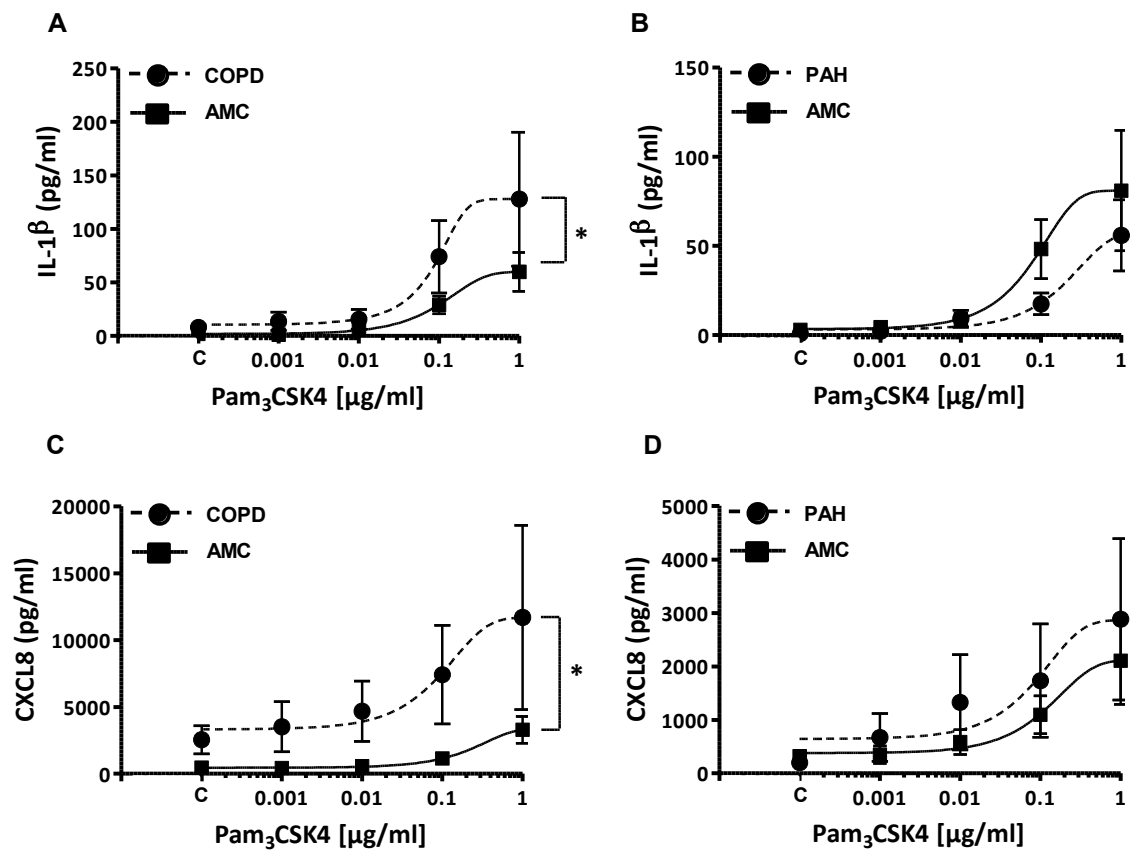 A
COPD
AMC
250
200
150
100
50
0
IL-1β (pg/ml)
C
0.001
0.01
0.1
1
*
Pam₃CSK4 [µg/ml]
B
PAH
AMC
150
100
50
0
IL-1β (pg/ml)
C
0.001
0.01
0.1
1
Pam₃CSK4 [µg/ml]
C
COPD
AMC
20000
15000
10000
5000
0
CXCL8 (pg/ml)
C
0.001
0.01
0.1
1
*
Pam₃CSK4 [µg/ml]
D
PAH
AMC
5000
4000
3000
2000
1000
0
CXCL8 (pg/ml)
C
0.001
0.01
0.1
1
Pam₃CSK4 [µg/ml]